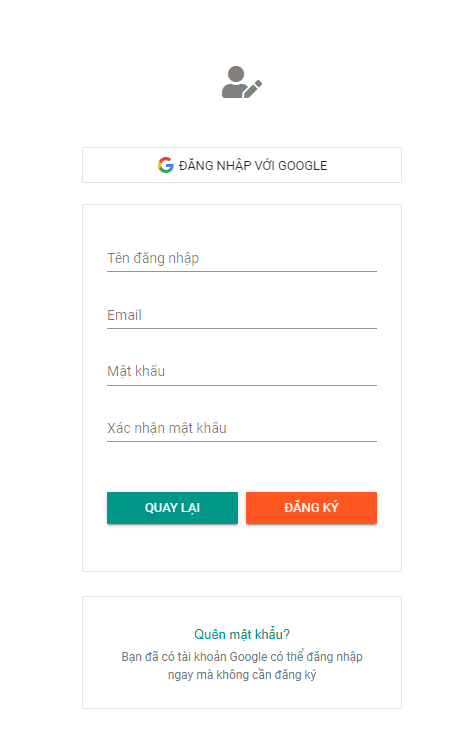 ĐĂNG NHẬP VỚI GOOGLE
Tên đăng nhập
Email
Mật khẩu
Xác nhận mật khẩu
QUAY LẠI
ĐĂNG KÝ
Quên mật khẩu?
Bạn đã có tài khoản Google có thể đăng nhập
ngay mà không cần đăng ký